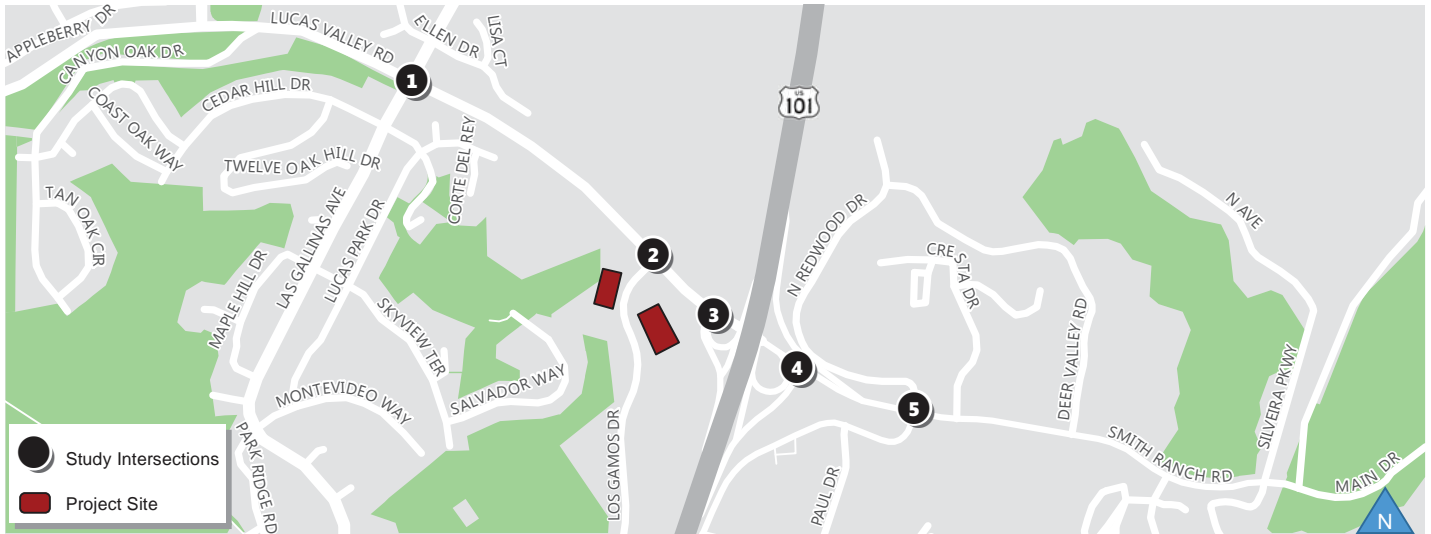 APPLEBERRY DR
LUCAS VALLEY RD
ELLEN DR
LISA CT
CANYON OAK DR
1
CEDAR HILL DR
COAST OAK WAY
US
101
CORTE DEL REY
TWELVE OAK HILL DR
TAN OAK CIR
LAS GALLINAS AVE
LUCAS PARK DR
N REDWOOD DR
N AVE
2
CRESTA DR
MAPLE HILL DR
SKYVIEW TER
3
DEER VALLEY RD
4
SILVEIRA PKWY
SALVADOR WAY
MONTEVIDEO WAY
5
LOS GAMOS DR
PARK RIDGE RD
SMITH RANCH RD
PAUL DR
MAIN DR
Study Intersections
Project Site
N